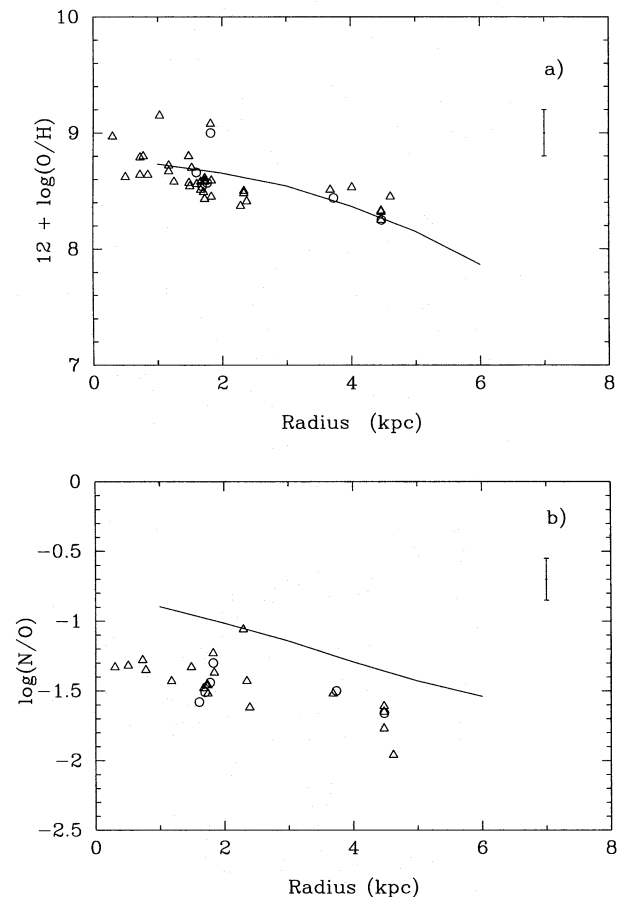 10
a)
9
12 + log(O/H)
8
7
0 2 4 6 8
Radius (kpc)
0
b)
−0.5
−1
log(N/O)
−1.5
−2
−2.5
0 2 4 6 8
Radius (kpc)